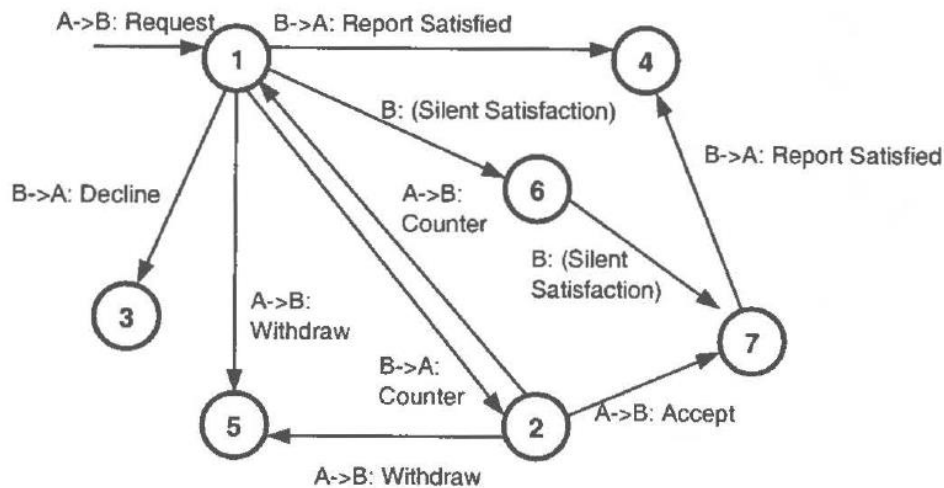 A->B: Request
B->A: Report Satisfied
1
4
B: (Silent Satisfaction)
B->A: Report Satisfied
6
B->A: Decline
A->B:
Counter
B: (Silent
Satisfaction)
3
A->B:
Withdraw
7
B->A:
Counter
5
2
A->B: Accept
A->B: Withdraw